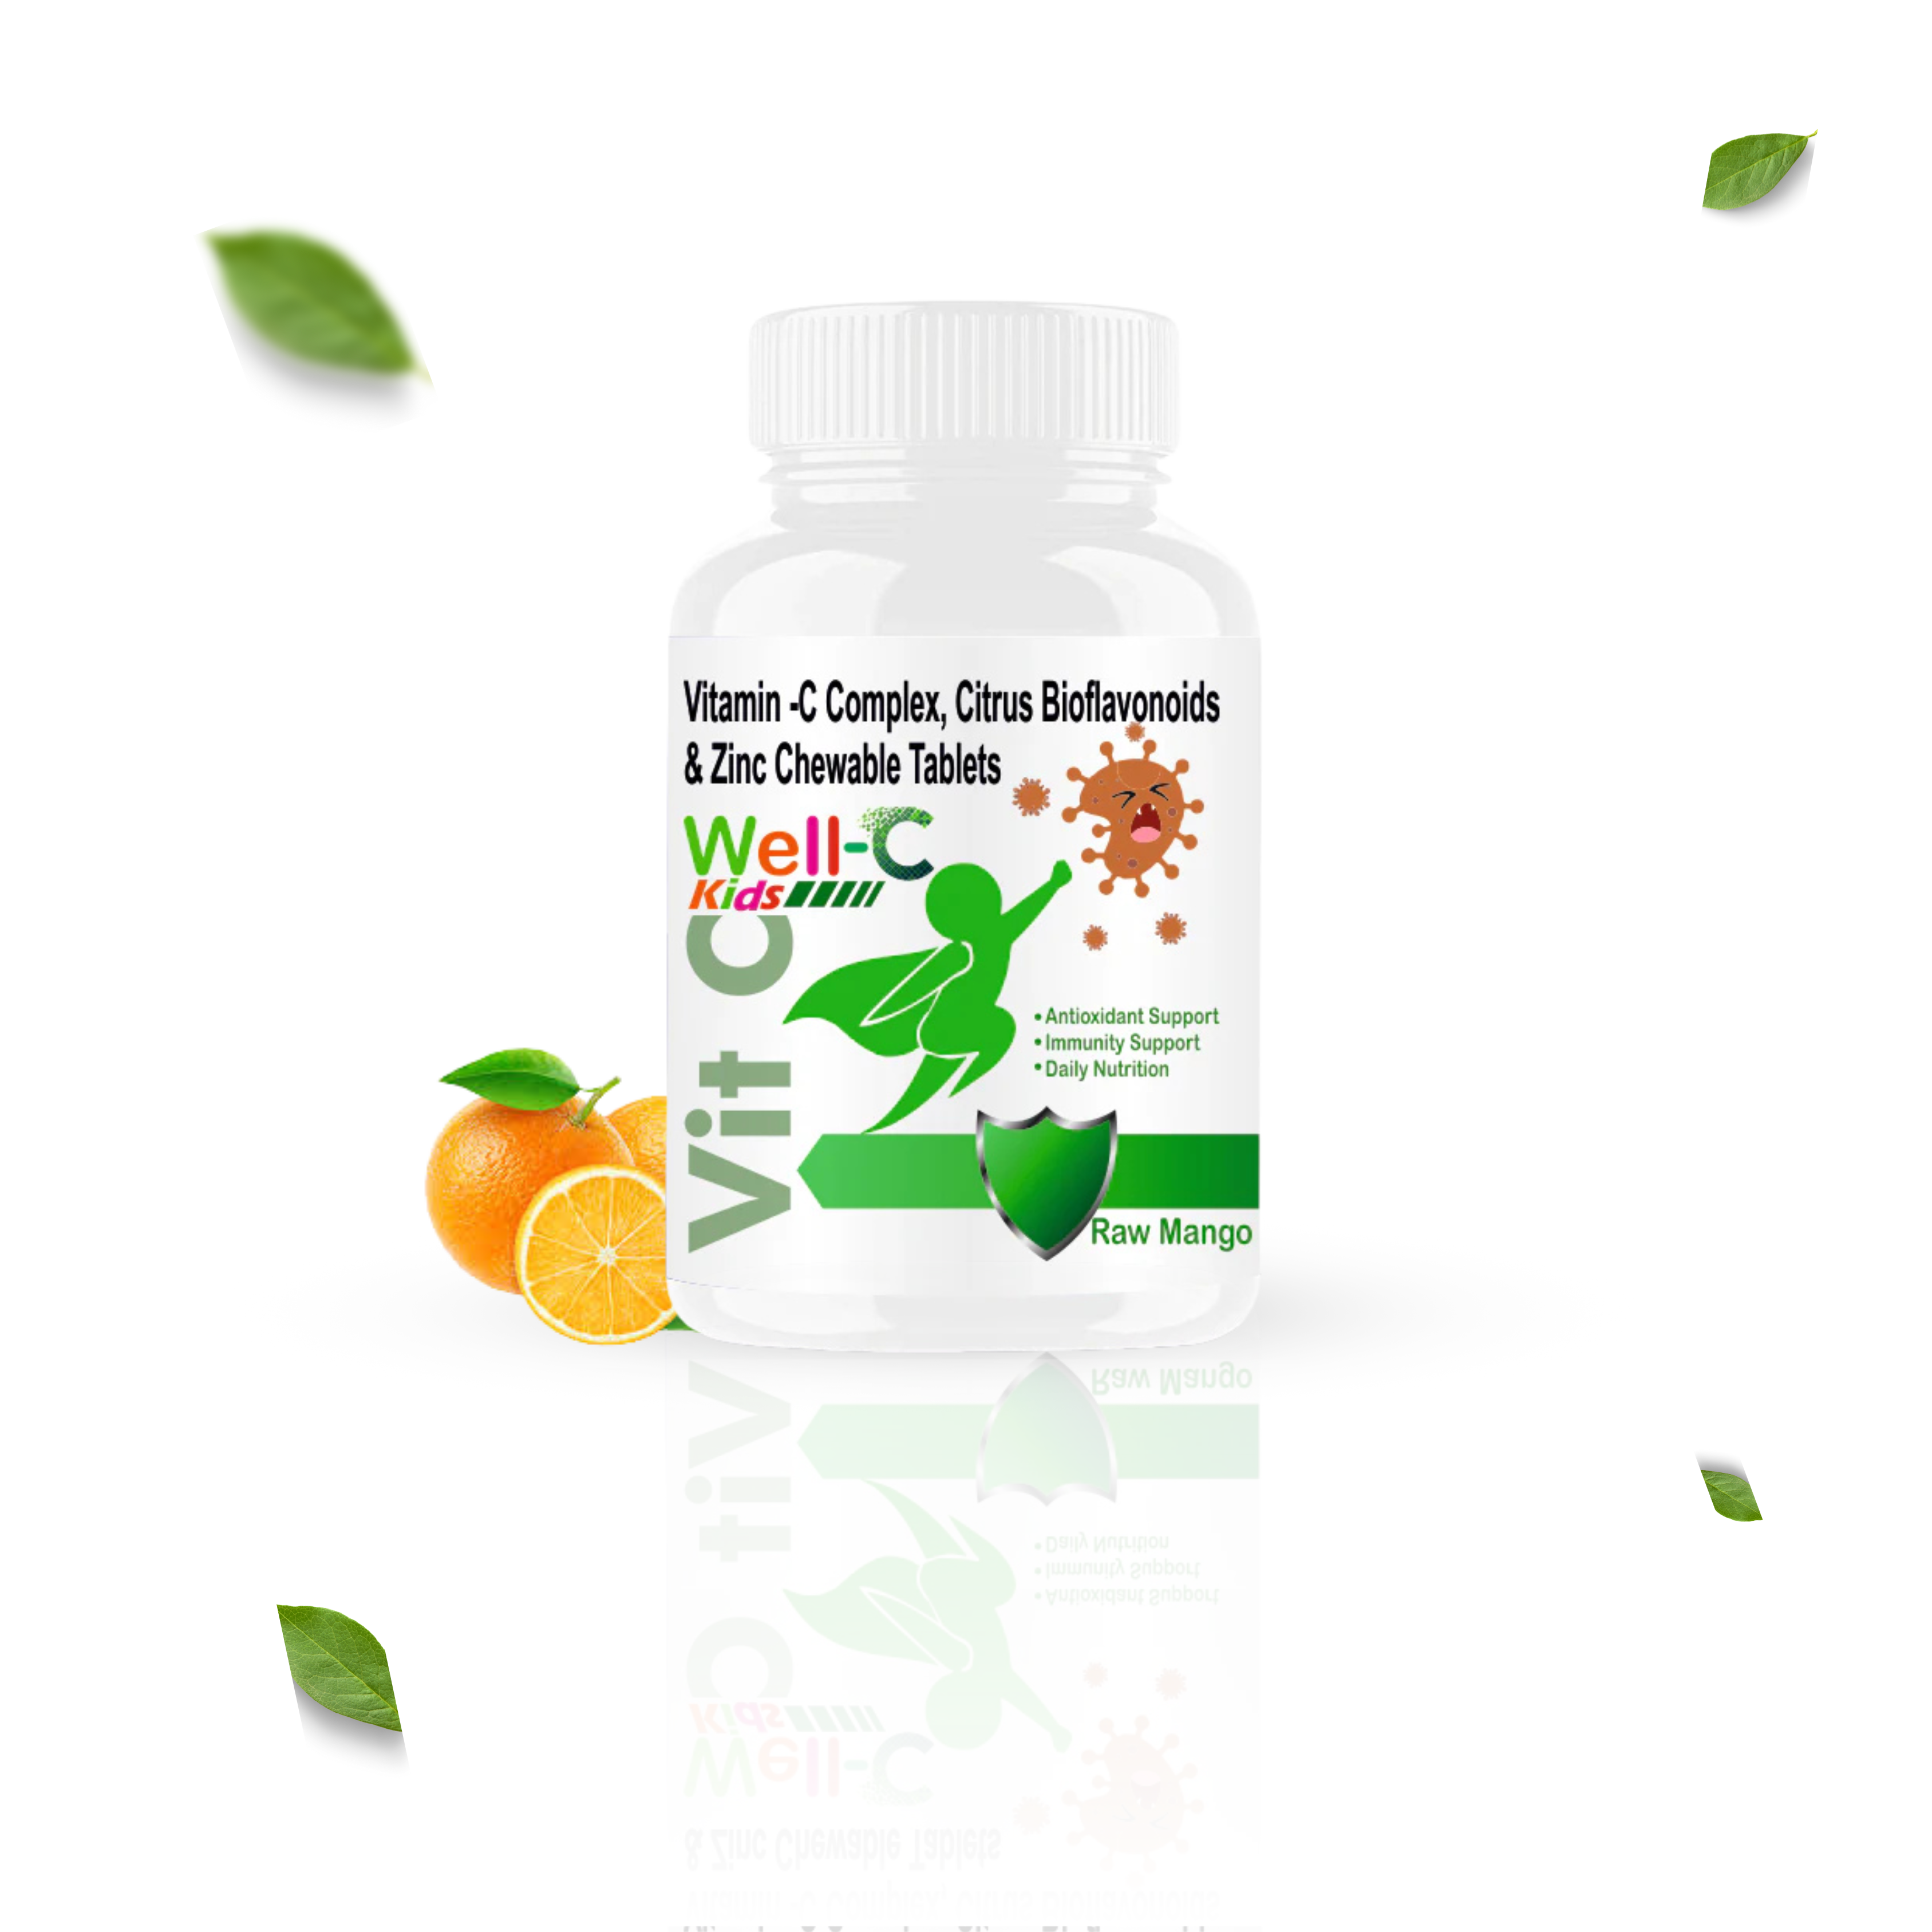 Vitamin -C Complex, Citrus Bioflavonoids
& Zinc Chewable Tablets
Well-C
Kids
Vit C
• Antioxidant Support
• Immunity Support
• Daily Nutrition
Raw Mango